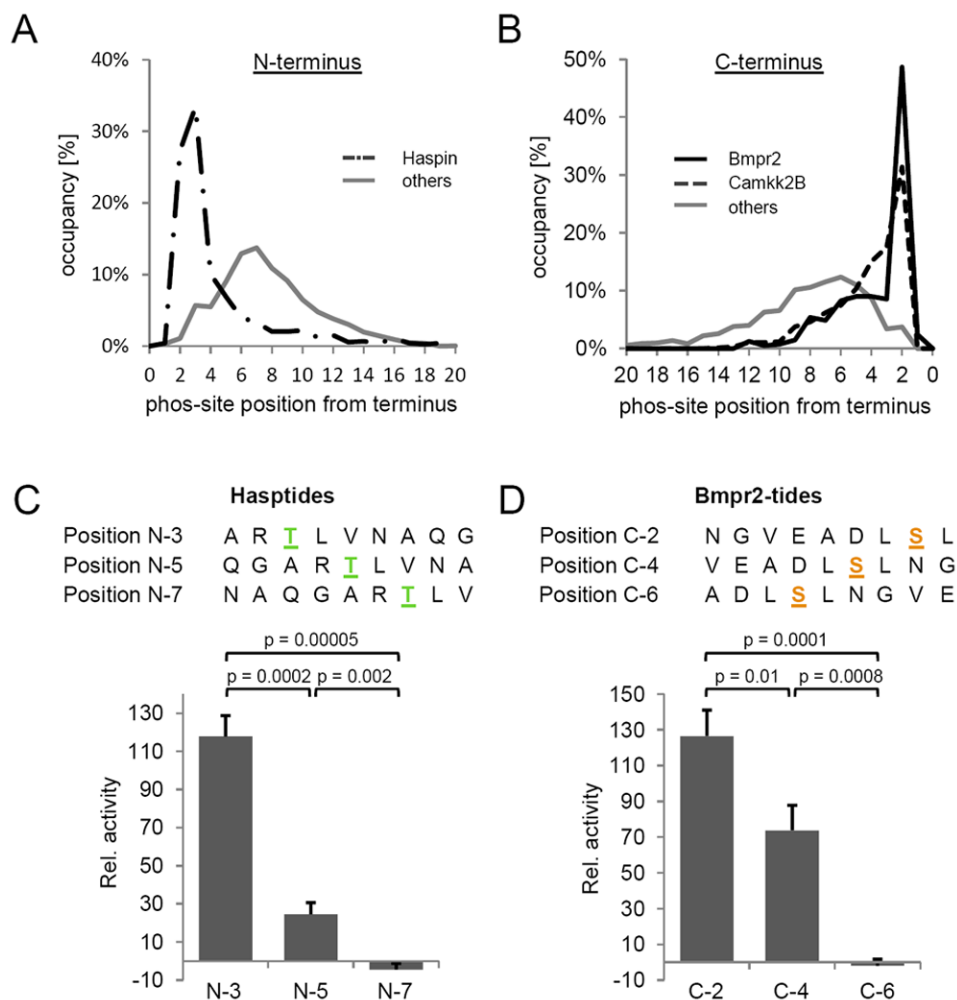 A
N-terminus
40%
30%
20%
10%
0%
occupancy [%]
Haspin
others
0 2 4 6 8 10 12 14 16 18 20
phos-site position from terminus
B
C-terminus
50%
40%
30%
20%
10%
0%
occupancy [%]
Bmpr2
Camkk2B
others
20 18 16 14 12 10 8 6 4 2 0
phos-site position from terminus
C
Hasptides
Position N-3 A R T L V N A Q G
Position N-5 Q G A R T L V N A
Position N-7 N A Q G A R T L V
p = 0.00005
p = 0.0002 p = 0.002
130
110
90
70
50
30
10
-10
Rel. activity
N-3 N-5 N-7
D
Bmpr2-tides
Position C-2 N G V E A D L S L
Position C-4 V E A D L S L N G
Position C-6 A D L S L N G V E
p = 0.0001
p = 0.01 p = 0.0008
150
130
110
90
70
50
30
10
-10
Rel. activity
C-2 C-4 C-6